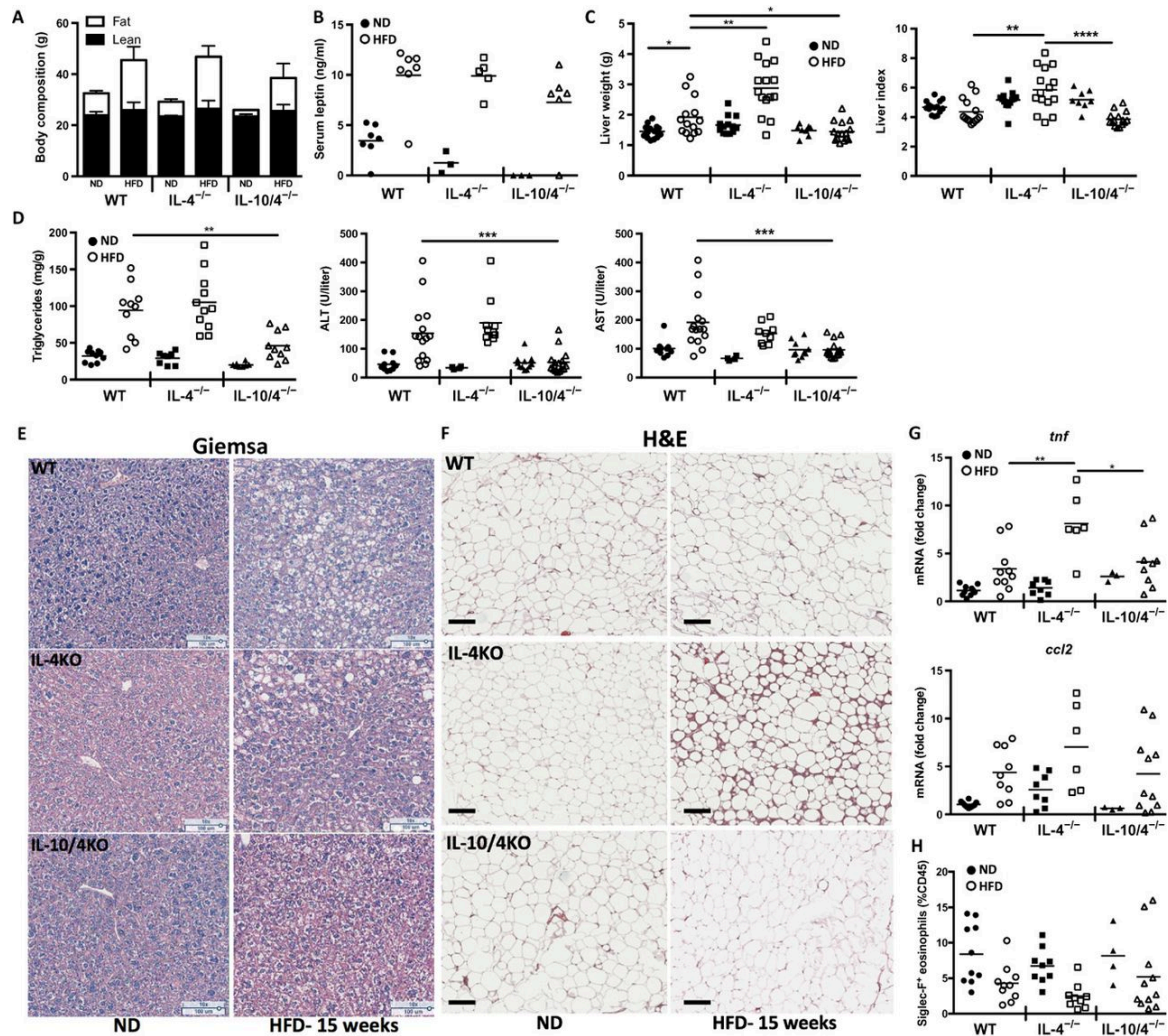 A
Body composition (g)
60
40
20
0
Fat
Lean
ND HFD ND HFD ND HFD
WT IL-4−/− IL-10/4−/−
B
Serum leptin (ng/ml)
15
10
5
0
ND
HFD
WT IL-4−/− IL-10/4−/−
C
Liver weight (g)
5
4
3
2
1
0
*
**
*
ND
HFD
WT IL-4−/− IL-10/4−/−
Liver index
10
8
6
4
2
0
** ****
WT IL-4−/− IL-10/4−/−
D
Triglycerides (mg/g)
200
150
100
50
0
ND
HFD
**
WT IL-4−/− IL-10/4−/−
ALT (U/liter)
500
400
300
200
100
0
***
WT IL-4−/− IL-10/4−/−
AST (U/liter)
500
400
300
200
100
0
***
WT IL-4−/− IL-10/4−/−
E
Giemsa
WT
IL-4KO
IL-10/4KO
ND HFD- 15 weeks
F
H&E
WT
IL-4KO
IL-10/4KO
ND HFD- 15 weeks
G
ND
HFD
tnf
mRNA (fold change)
15
10
5
0
** *
WT IL-4−/− IL-10/4−/−
ccl2
mRNA (fold change)
15
10
5
0
WT IL-4−/− IL-10/4−/−
H
ND
HFD
Siglec-F+ eosinophils (%CD45)
20
15
10
5
0
WT IL-4−/− IL-10/4−/−